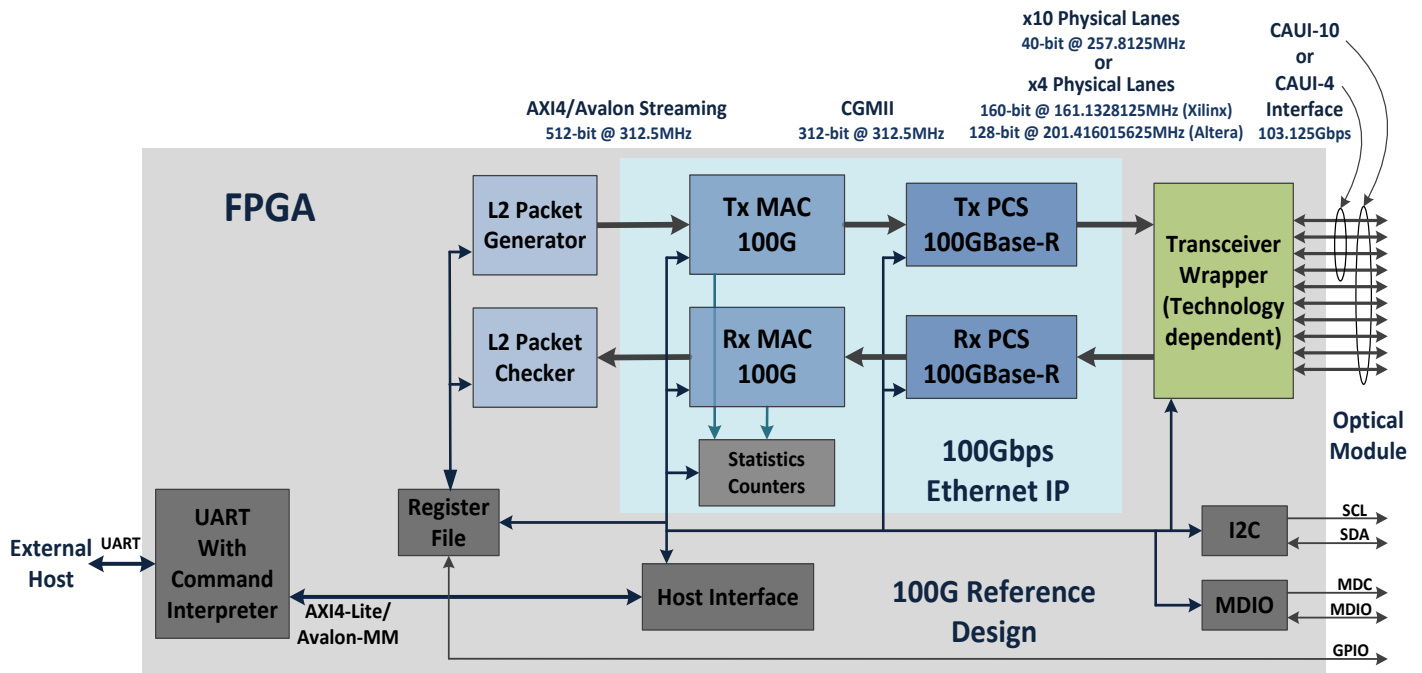 x10 Physical Lanes
40-bit @ 257.8125MHz
or
x4 Physical Lanes
160-bit @ 161.1328125MHz (Xilinx)
128-bit @ 201.416015625MHz (Altera)
CAUI-10
or
CAUI-4
Interface
103.125Gbps
AXI4/Avalon Streaming
512-bit @ 312.5MHz
CGMII
312-bit @ 312.5MHz
FPGA
L2 Packet
Generator
Tx MAC
100G
Tx PCS
100GBase-R
Transceiver
Wrapper
(Technology
dependent)
L2 Packet
Checker
Rx MAC
100G
Rx PCS
100GBase-R
Optical
Module
Statistics
Counters
100Gbps
Ethernet IP
External
Host
UART
UART
With
Command
Interpreter
Register
File
AXI4-Lite/
Avalon-MM
Host Interface
100G Reference
Design
I2C
SCL
SDA
MDIO
MDC
MDIO
GPIO